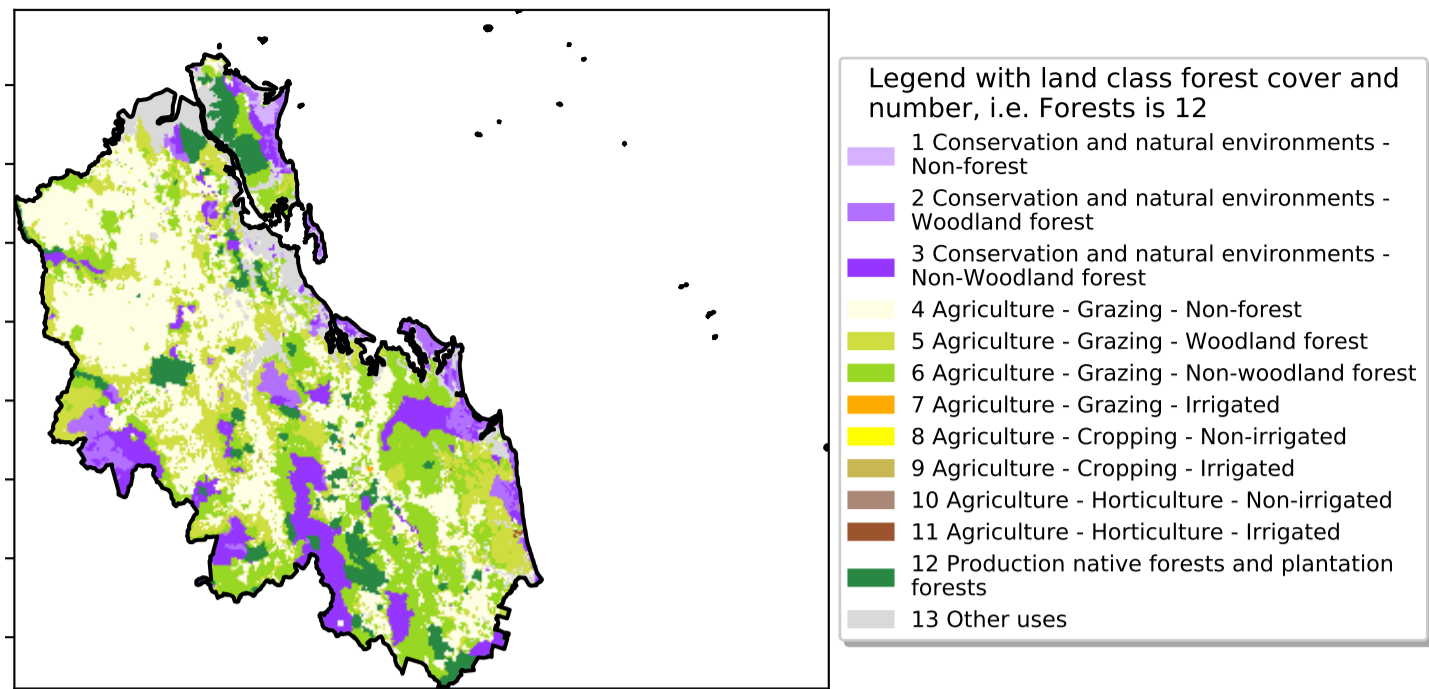 Legend with land class forest cover and
number, i.e. Forests is 12
1 Conservation and natural environments -
Non-forest
2 Conservation and natural environments -
Woodland forest
3 Conservation and natural environments -
Non-Woodland forest
4 Agriculture - Grazing - Non-forest
5 Agriculture - Grazing - Woodland forest
6 Agriculture - Grazing - Non-woodland forest
7 Agriculture - Grazing - Irrigated
8 Agriculture - Cropping - Non-irrigated
9 Agriculture - Cropping - Irrigated
10 Agriculture - Horticulture - Non-irrigated
11 Agriculture - Horticulture - Irrigated
12 Production native forests and plantation
forests
13 Other uses